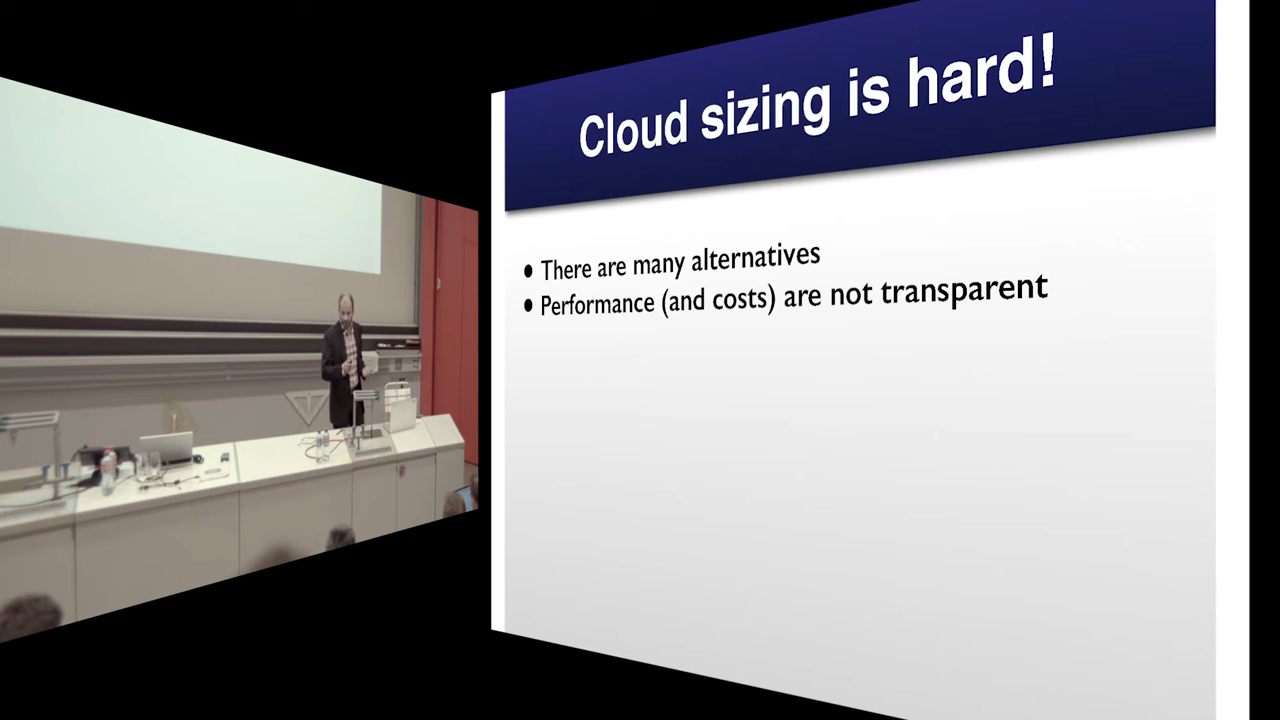 Cloud sizing is hard!
• There are many alternatives
• Performance (and costs) are not transparent